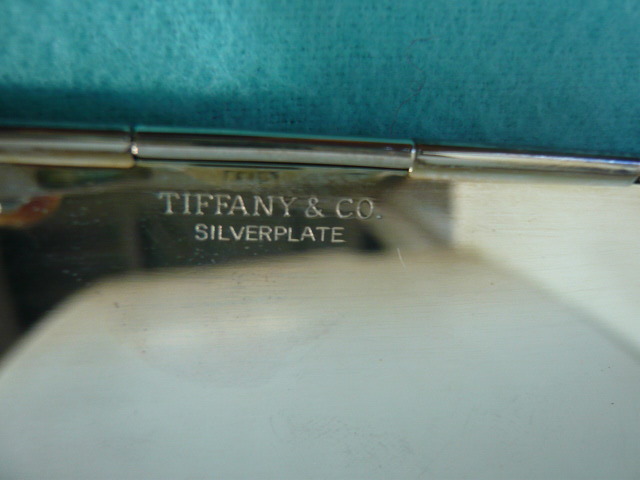 TIFFANY & CO.
SILVERPLATE